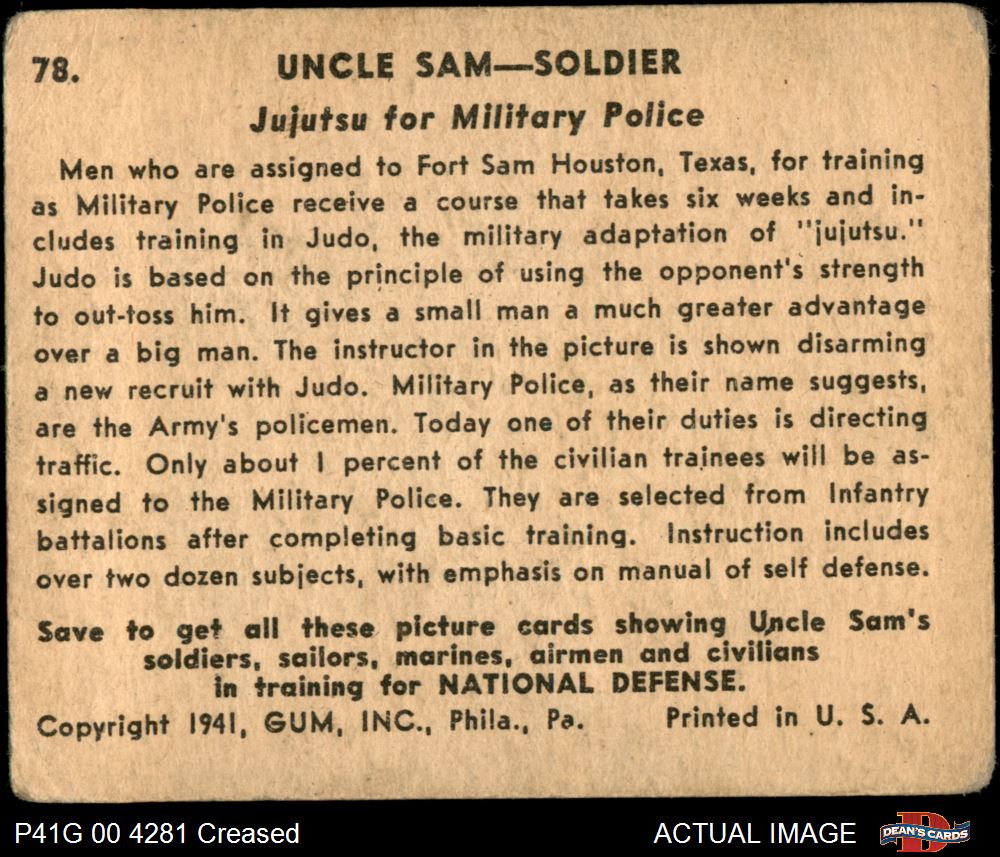 78.
UNCLE SAM—SOLDIER
Jujutsu for Military Police
Men who are assigned to Fort Sam Houston, Texas, for training
as Military Police receive a course that takes six weeks and in-
cludes training in Judo, the military adaptation of "jujutsu."
Judo is based on the principle of using the opponent's strength
to out-toss him. It gives a small man a much greater advantage
over a big man. The instructor in the picture is shown disarming
a new recruit with Judo. Military Police, as their name suggests,
are the Army's policemen. Today one of their duties is directing
traffic. Only about 1 percent of the civilian trainees will be as-
signed to the Military Police. They are selected from Infantry
battalions after completing basic training. Instruction includes
over two dozen subjects, with emphasis on manual of self defense.
Save to get all these picture cards showing Uncle Sam's
soldiers, sailors, marines, airmen and civilians
in training for NATIONAL DEFENSE.
Copyright 1941, GUM, INC., Phila., Pa. Printed in U. S. A.
P41G 00 4281 Creased
ACTUAL IMAGE
DEAN'S CARDS